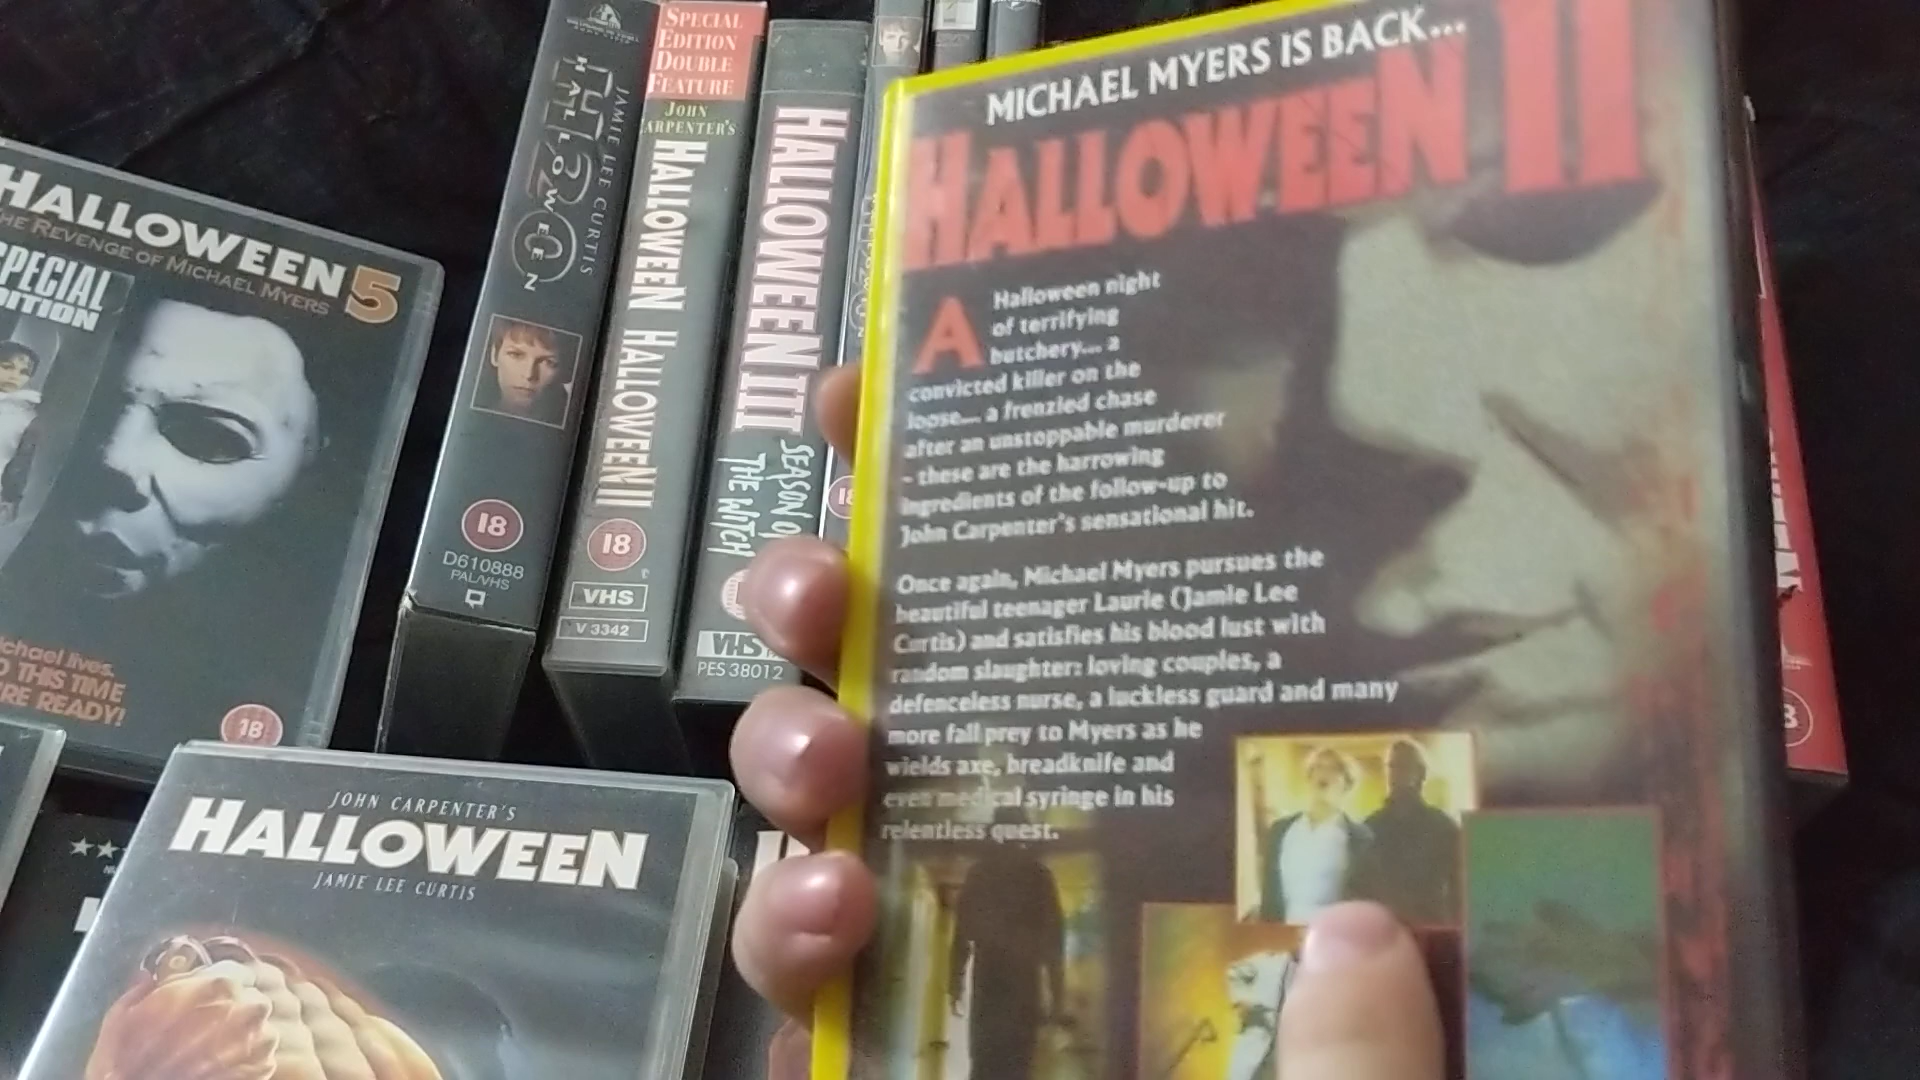 HALLOWEEN 5
THE REVENGE OF MICHAEL MYERS
SPECIAL
EDITION
Michael lives.
THIS TIME
READY!
18
JAMIE LEE CURTIS
H20
HALLOWEEN
18
D610888
PAL/VHS
SPECIAL
EDITION
DOUBLE
FEATURE
JOHN
CARPENTER'S
HALLOWEEN HALLOWEEN II
18
VHS
V 3342
HALLOWEEN III
SEASON OF
THE WITCH
VHS
PES 38012
18
MICHAEL MYERS IS BACK...
HALLOWEEN II
A Halloween night
of terrifying
butchery... a
convicted killer on the
loose... a frenzied chase
after an unstoppable murderer
- these are the harrowing
ingredients of the follow-up to
John Carpenter's sensational hit.
Once again, Michael Myers pursues the
beautiful teenager Laurie (Jamie Lee
Curtis) and satisfies his blood lust with
random slaughter: loving couples, a
defenceless nurse, a luckless guard and many
more fall prey to Myers as he
wields axe, breadknife and
even medical syringe in his
relentless quest.
JOHN CARPENTER'S
HALLOWEEN
JAMIE LEE CURTIS